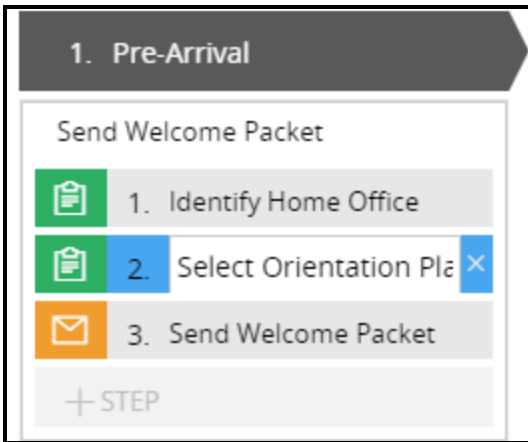 1. Pre-Arrival
Send Welcome Packet
1. Identify Home Office
2. Select Orientation Pla
3. Send Welcome Packet
+ STEP